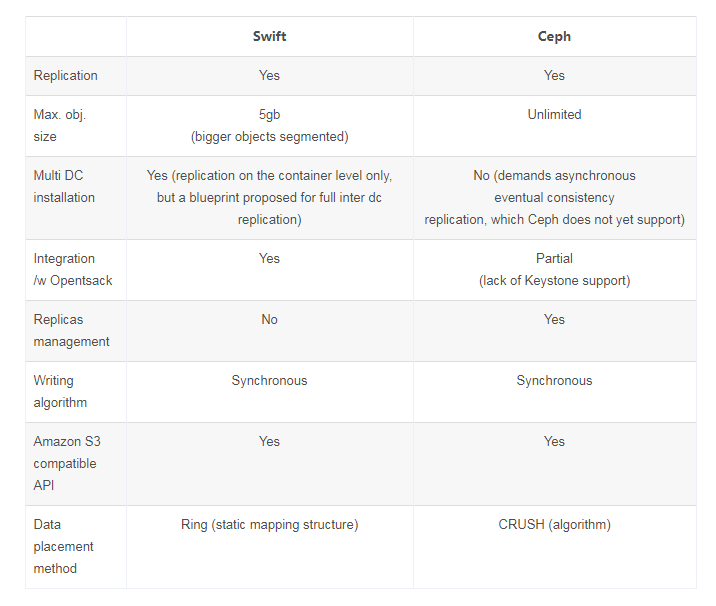 Swift Ceph
Replication Yes Yes
Max. obj. 5gb Unlimited
size (bigger objects segmented)
Multi DC Yes (replication on the container level only, No (demands asynchronous
installation but a blueprint proposed for full inter dc eventual consistency
replication) replication, which Ceph does not yet support)
Integration Yes Partial
/w Opentsack (lack of Keystone support)
Replicas No Yes
management
Writing Synchronous Synchronous
algorithm
Amazon S3 Yes Yes
compatible
API
Data Ring (static mapping structure) CRUSH (algorithm)
placement
method